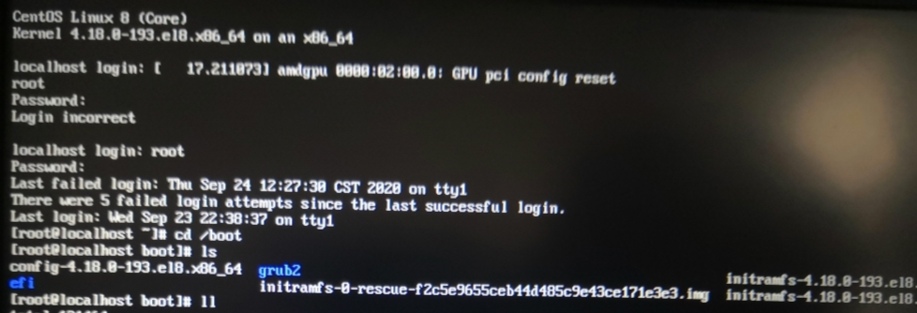 CentOS Linux 8 (Core)
Kernel 4.18.0-193.el8.x86_64 on an x86_64
localhost login: [   17.211073] amdgpu 0000:02:00.0: GPU pci config reset
root
Password:
Login incorrect
localhost login: root
Password:
Last failed login: Thu Sep 24 12:27:30 CST 2020 on tty1
There were 5 failed login attempts since the last successful login.
Last login: Wed Sep 23 22:38:37 on tty1
[root@localhost ~]# cd /boot
[root@localhost boot]# ls
config-4.18.0-193.el8.x86_64  grub2  initramfs-4.18.0-193.el8.
efi  initramfs-0-rescue-f2c5e9655ceb44d485c9e43ce171e3e3.img  initramfs-4.18.0-193.el8.
[root@localhost boot]# ll